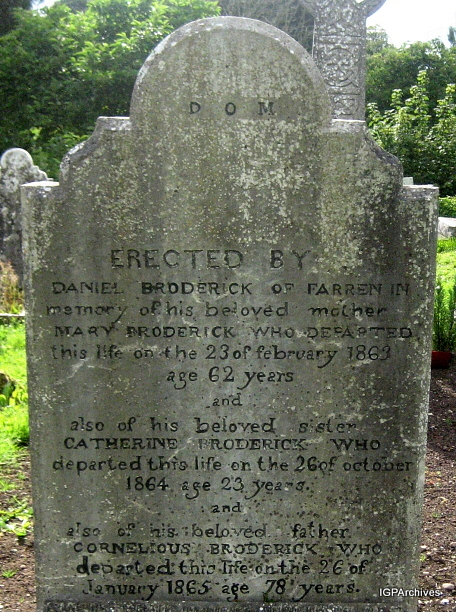 D O M
ERECTED BY
DANIEL BRODERICK OF FARREN IN
memory of his beloved mother
MARY BRODERICK WHO DEPARTED
this life on the 23 of february 1863
age 62 years
and
also of his beloved sister
CATHERINE BRODERICK WHO
departed this life on the 26 of october
1864 age 23 years.
and
also of his beloved father
CORNELIOUS BRODERICK WHO
departed this life on the 26 of
January 1865 age 78 years.
IGPArchives